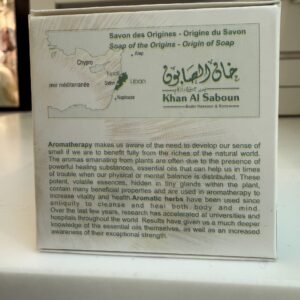 Savon des Origines - Origine du Savon
Soap of the Origins - Origin of Soap
Chypre
Alep
mer méditerranée
Tripoli
Liban
Naplouse
خان الصابون
Khan Al Saboun
Aromatherapy makes us aware of the need to develop our sense of
smell if we are to benefit fully from the riches of the natural world.
The aromas emanating from plants are often due to the presence of
powerful healing substances, essential oils that can help us in times
of trouble when our physical or mental balance is distributed. These
potent, volatile essences, hidden in tiny glands within the plant,
contain many beneficial properties and are used in aromatherapy to
increase vitality and health.Aromatic herbs have been used since
antiquity to cleanse and heal both body and mind.
Over the last few years, research has accelerated at universities and
hospitals throughout the world. Results have given us a much deeper
knowledge of the essential oils themselves, as well as an increased
awareness of their exceptional strength.